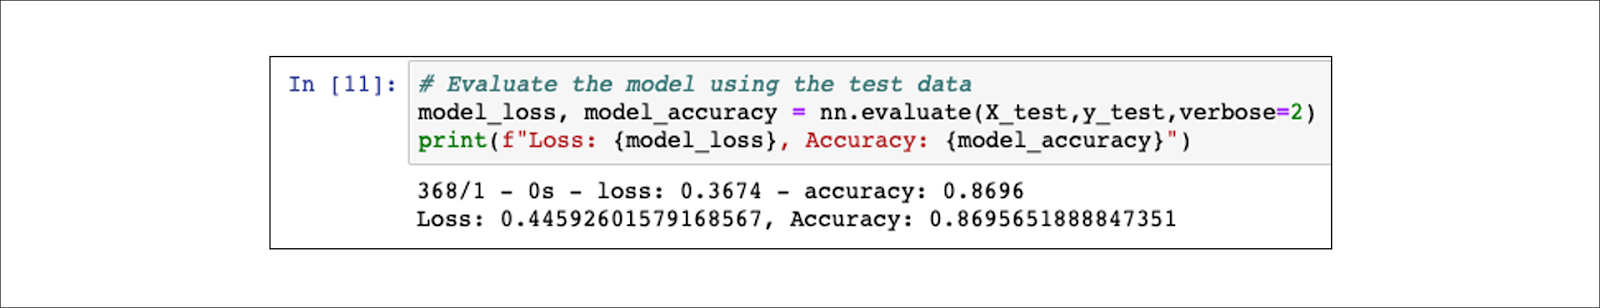 In [11]: # Evaluate the model using the test data
model_loss, model_accuracy = nn.evaluate(X_test,y_test,verbose=2)
print(f"Loss: {model_loss}, Accuracy: {model_accuracy}")
368/1 - 0s - loss: 0.3674 - accuracy: 0.8696
Loss: 0.44592601579168567, Accuracy: 0.8695651888847351